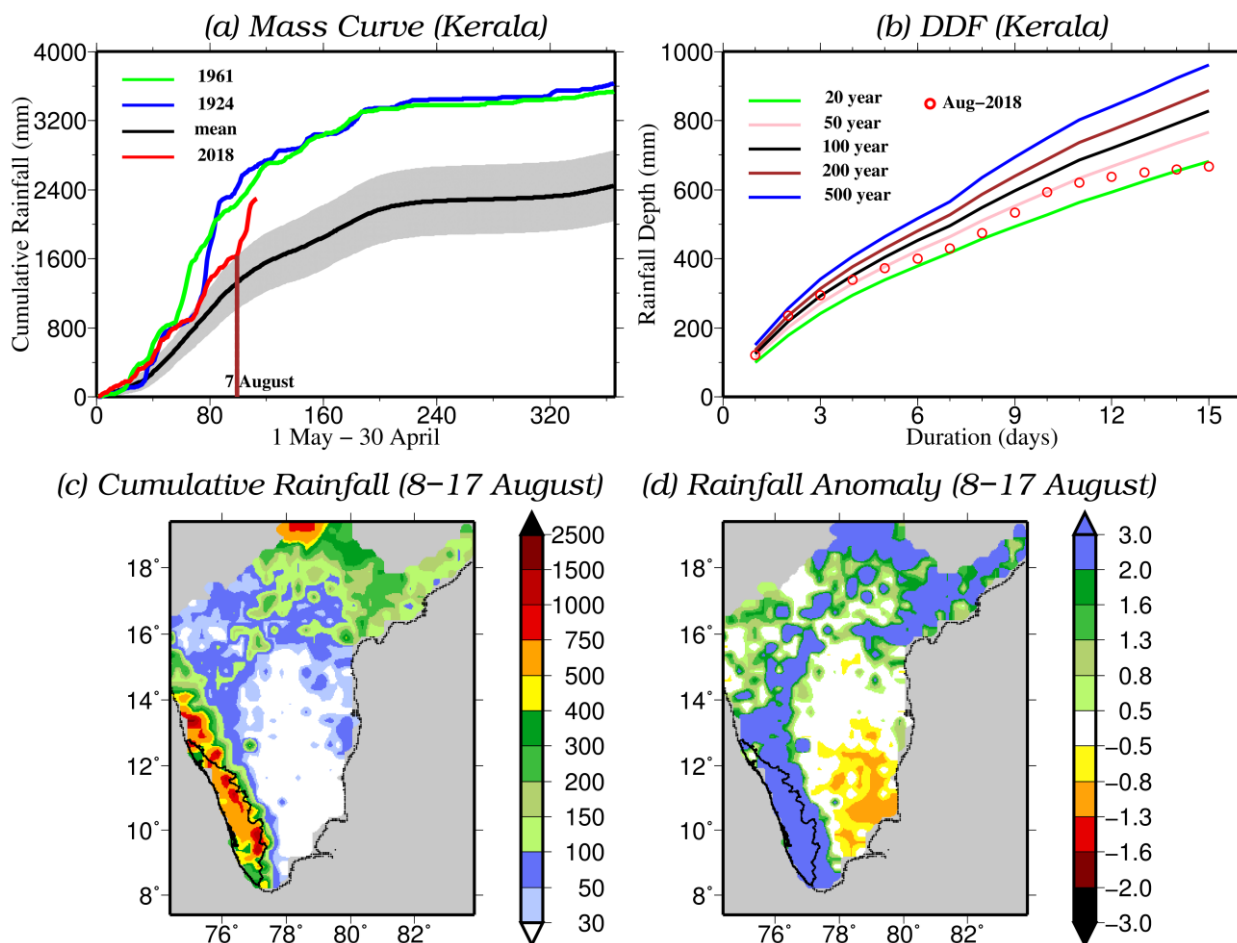 (a) Mass Curve (Kerala)
4000
3200
2400
1600
800
0
Cumulative Rainfall (mm)
1961
1924
mean
2018
7 August
0 80 160 240 320
1 May − 30 April
(b) DDF (Kerala)
1000
800
600
400
200
0
Rainfall Depth (mm)
20 year
50 year
100 year
200 year
500 year
Aug−2018
0 3 6 9 12 15
Duration (days)
(c) Cumulative Rainfall (8−17 August)
18°
16°
14°
12°
10°
8°
76° 78° 80° 82°
2500
1500
1000
750
500
400
300
200
150
100
50
30
(d) Rainfall Anomaly (8−17 August)
18°
16°
14°
12°
10°
8°
76° 78° 80° 82°
3.0
2.0
1.6
1.3
0.8
0.5
−0.5
−0.8
−1.3
−1.6
−2.0
−3.0